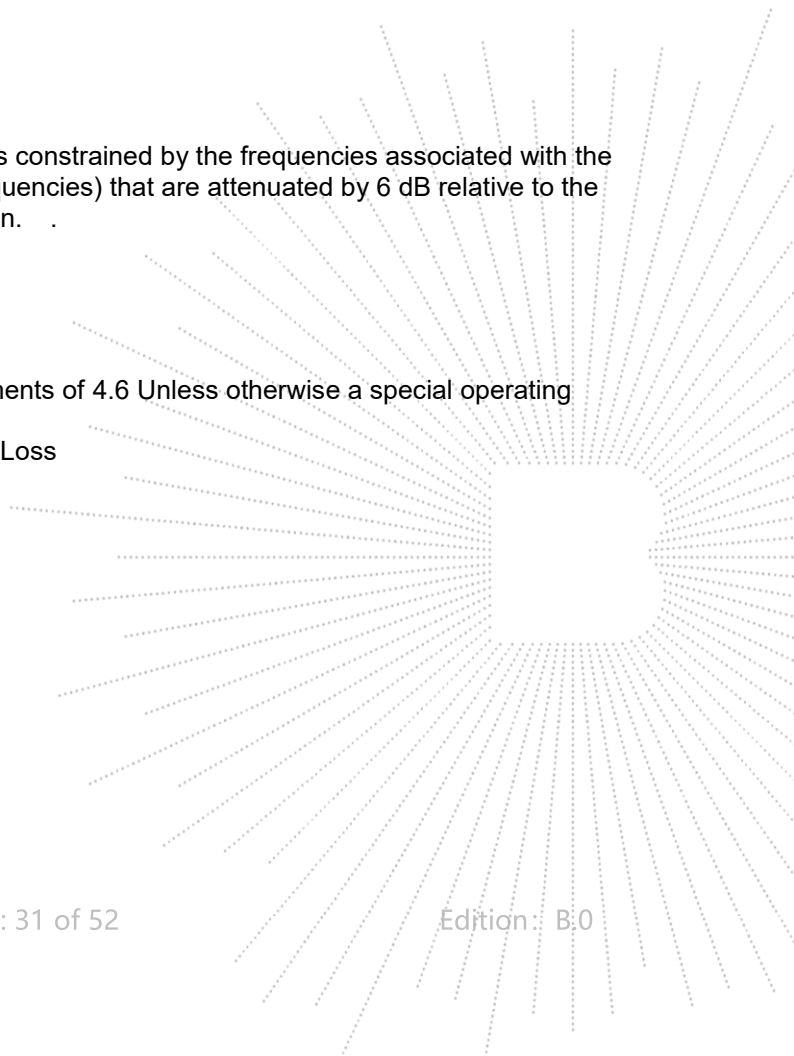 s constrained by the frequencies associated with the
quencies) that are attenuated by 6 dB relative to the
n. .
nents of 4.6 Unless otherwise a special operating
Loss
: 31 of 52 Edition: B.0